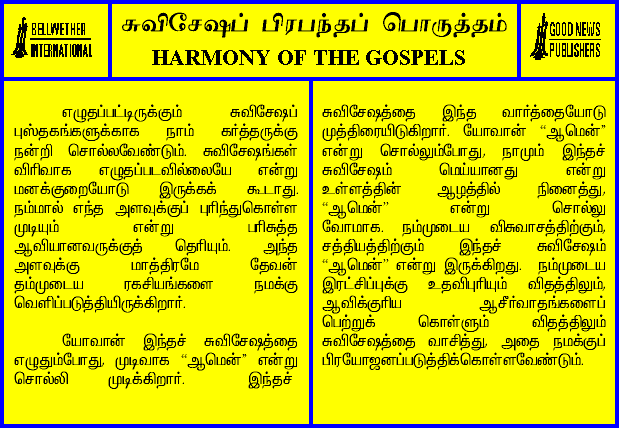 BELLWETHER
INTERNATIONAL
சுவிசேஷப் பிரபந்தப் பொருத்தம்
HARMONY OF THE GOSPELS
GOOD NEWS
PUBLISHERS
எழுதப்பட்டிருக்கும் சுவிசேஷப்
புஸ்தகங்களுக்காக நாம் கர்த்தருக்கு
நன்றி சொல்லவேண்டும். சுவிசேஷங்கள்
விரிவாக எழுதப்படவில்லையே என்று
மனக்குறையோடு இருக்கக் கூடாது.
நம்மால் எந்த அளவுக்குப் புரிந்துகொள்ள
முடியும் என்று பரிசுத்த
ஆவியானவருக்குத் தெரியும். அந்த
அளவுக்கு மாத்திரமே தேவன்
தம்முடைய ரகசியங்களை நமக்கு
வெளிப்படுத்தியிருக்கிறார்.
யோவான் இந்தச் சுவிசேஷத்தை
எழுதும்போது, முடிவாக “ஆமென்” என்று
சொல்லி முடிக்கிறார். இந்தச்
சுவிசேஷத்தை இந்த வார்த்தையோடு
முத்திரையிடுகிறார். யோவான் “ஆமென்”
என்று சொல்லும்போது, நாமும் இந்தச்
சுவிசேஷம் மெய்யானது என்று
உள்ளத்தின் ஆழத்தில் நினைத்து,
“ஆமென்” என்று சொல்லு
வோமாக. நம்முடைய விசுவாசத்திற்கும்,
சத்தியத்திற்கும் இந்தச் சுவிசேஷம்
“ஆமென்” என்று இருக்கிறது. நம்முடைய
இரட்சிப்புக்கு உதவிபுரியும் விதத்திலும்,
ஆவிக்குரிய ஆசீர்வாதங்களைப்
பெற்றுக் கொள்ளும் விதத்திலும்
சுவிசேஷத்தை வாசித்து, அதை நமக்குப்
பிரயோஜனப்படுத்திக்கொள்ளவேண்டும்.